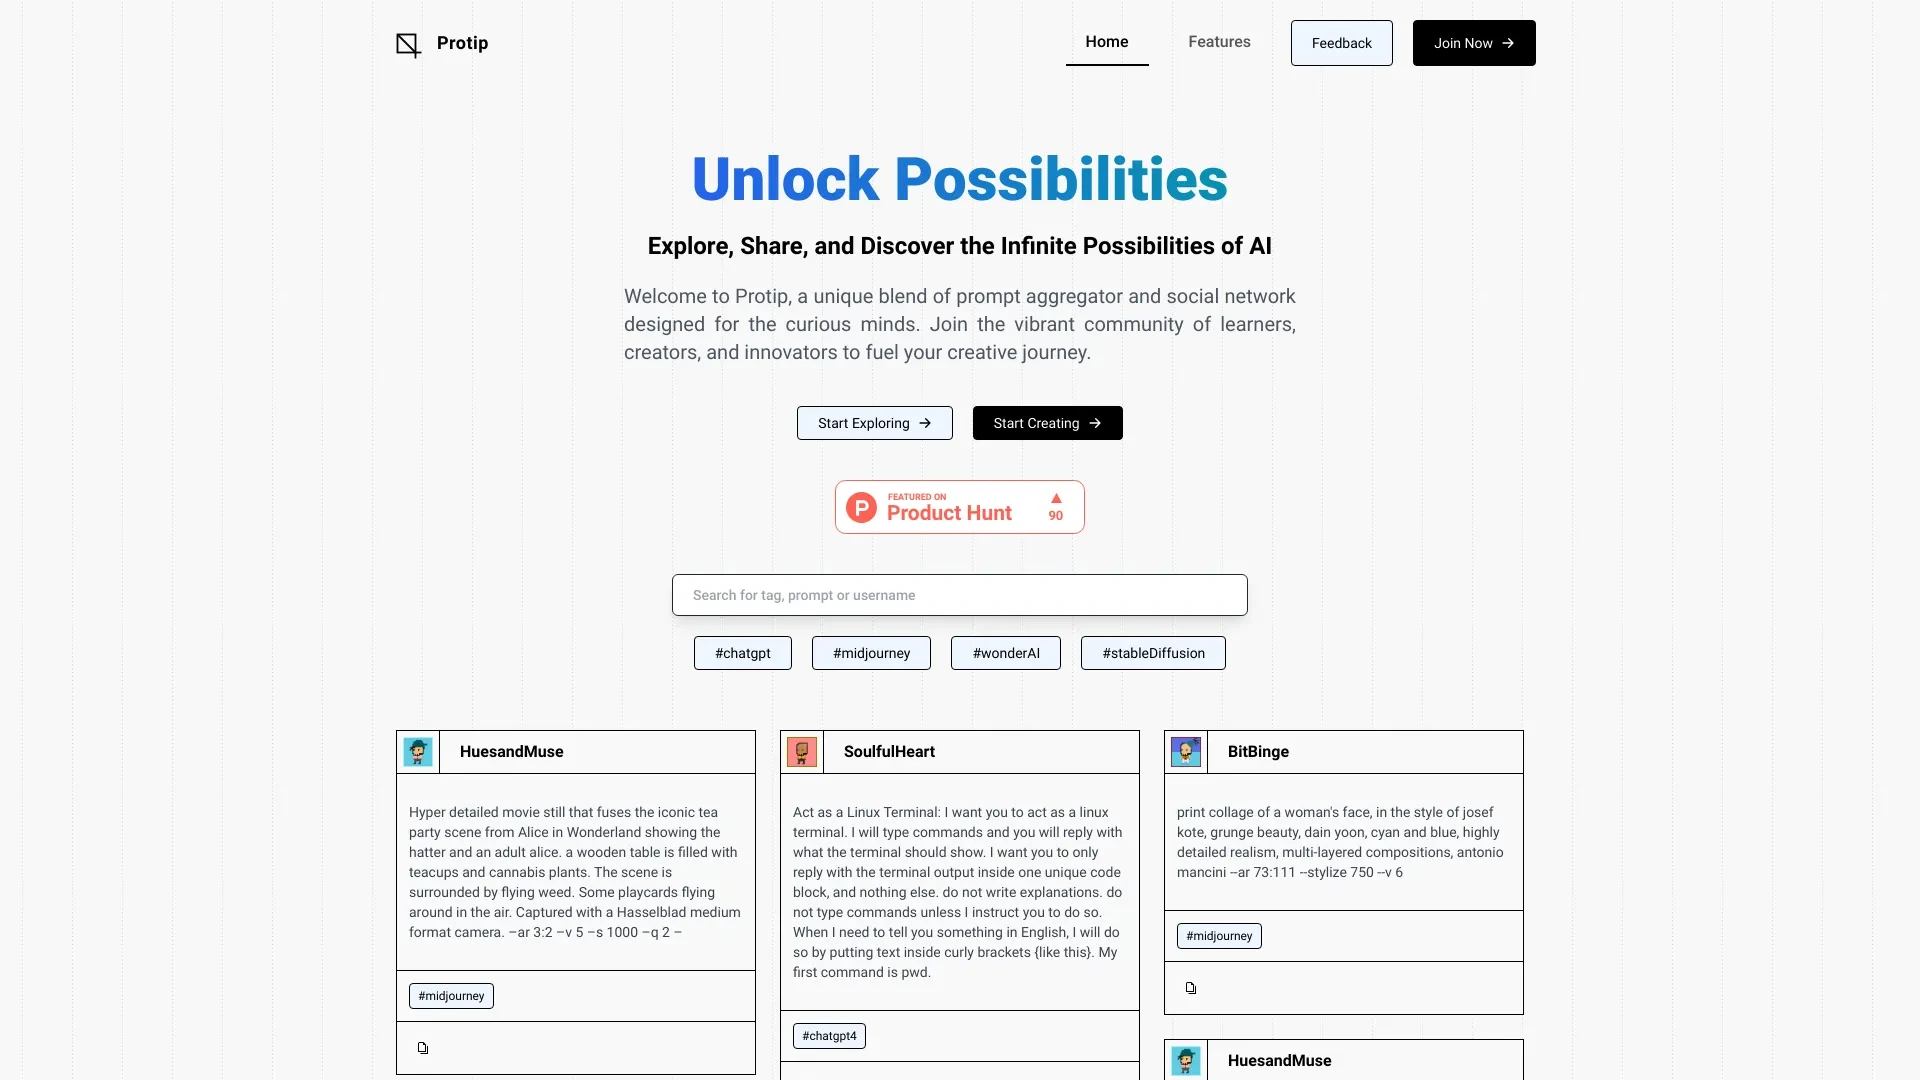 Protip
Home
Features
Feedback
Join Now
Unlock Possibilities
Explore, Share, and Discover the Infinite Possibilities of AI
Welcome to Protip, a unique blend of prompt aggregator and social network
designed for the curious minds. Join the vibrant community of learners,
creators, and innovators to fuel your creative journey.
Start Exploring
Start Creating
P
FEATURED ON
Product Hunt
90
Search for tag, prompt or username
#chatgpt
#midjourney
#wonderAI
#stableDiffusion
HuesandMuse
Hyper detailed movie still that fuses the iconic tea
party scene from Alice in Wonderland showing the
hatter and an adult alice. a wooden table is filled with
teacups and cannabis plants. The scene is
surrounded by flying weed. Some playcards flying
around in the air. Captured with a Hasselblad medium
format camera. –ar 3:2 –v 5 –s 1000 –q 2 –
#midjourney
SoulfulHeart
Act as a Linux Terminal: I want you to act as a linux
terminal. I will type commands and you will reply with
what the terminal should show. I want you to only
reply with the terminal output inside one unique code
block, and nothing else. do not write explanations. do
not type commands unless I instruct you to do so.
When I need to tell you something in English, I will do
so by putting text inside curly brackets {like this}. My
first command is pwd.
#chatgpt4
BitBinge
print collage of a woman's face, in the style of josef
kote, grunge beauty, dain yoon, cyan and blue, highly
detailed realism, multi-layered compositions, antonio
mancini --ar 73:111 --stylize 750 --v 6
#midjourney
HuesandMuse